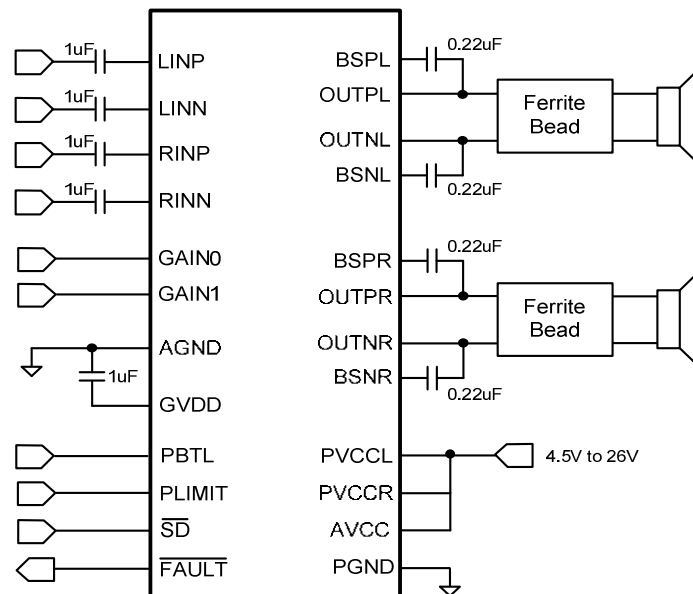 1uF
LINP
1uF
LINN
1uF
RINP
1uF
RINN
GAIN0
GAIN1
AGND
1uF
GVDD
PBTL
PLIMIT
SD
FAULT
BSPL
0.22uF
OUTPL
Ferrite
Bead
OUTNL
BSNL
0.22uF
BSPR
0.22uF
OUTPR
Ferrite
Bead
OUTNR
BSNR
0.22uF
PVCCL
4.5V to 26V
PVCCR
AVCC
PGND